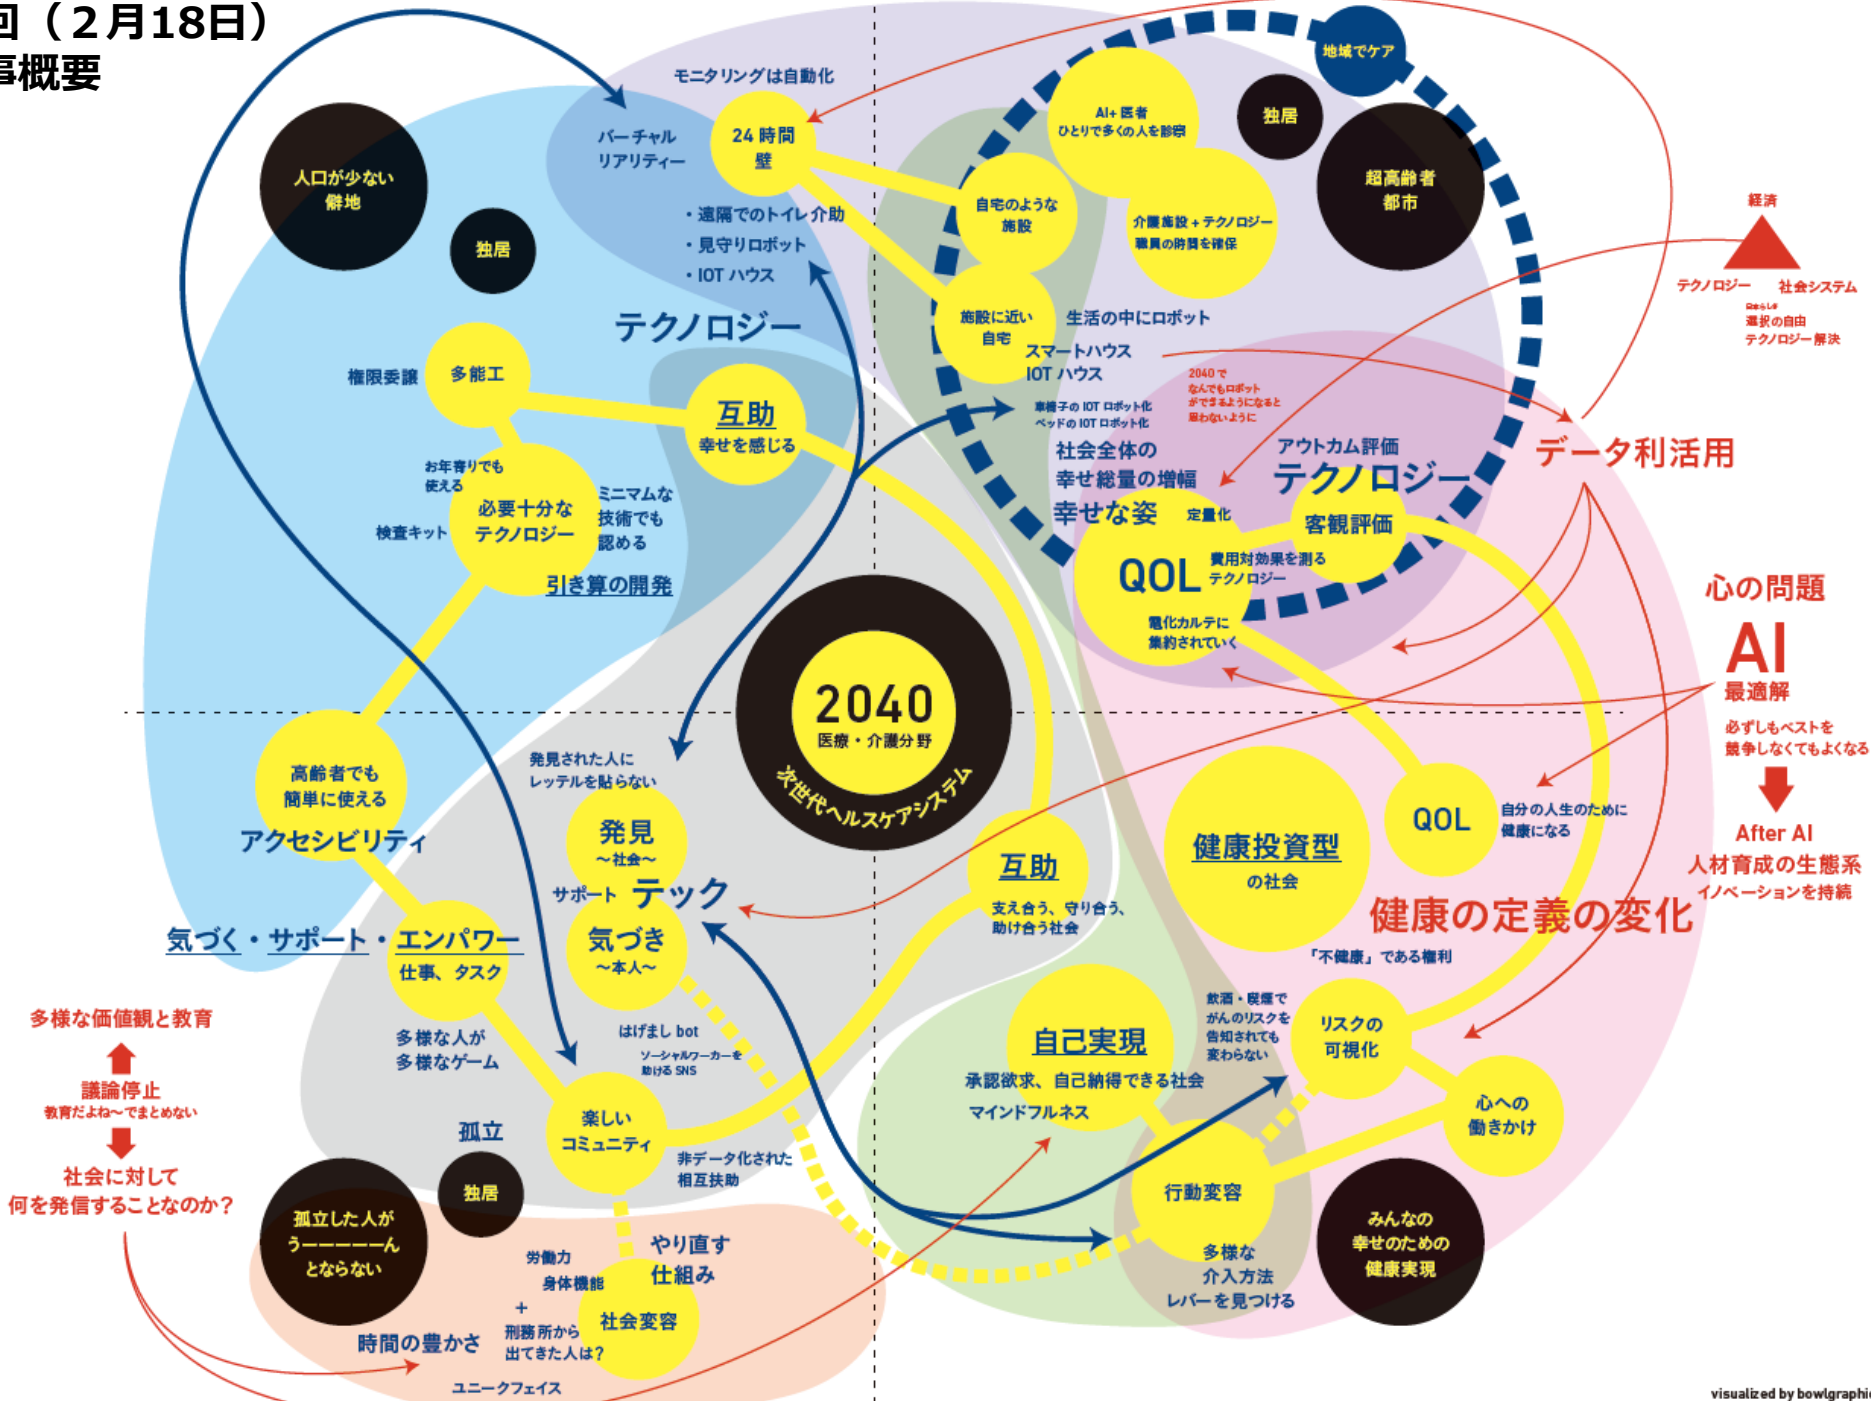 回（２月18日）
事概要
モニタリングは自動化
バーチャル
リアリティー
24 時間
壁
・遠隔でのトイレ介助
・見守りロボット
・IOT ハウス
テクノロジー
人口が少ない
僻地
独居
権限委譲
多能工
互助
幸せを感じる
お年寄りでも
使える
必要十分な
テクノロジー
検査キット
ミニマムな
技術でも
認める
引き算の開発
地域でケア
AI+ 医者
ひとりで多くの人を診察
独居
超高齢者
都市
自宅のような
施設
介護施設 + テクノロジー
職員の時間を確保
施設に近い
自宅
生活の中にロボット
スマートハウス
IOT ハウス
車椅子の IOT ロボット化
ベッドの IOT ロボット化
2040 で
なんでもロボット
ができるようになると
思わないように
社会全体の
幸せ総量の増幅
幸せな姿
定量化
アウトカム評価
テクノロジー
客観評価
QOL
費用対効果を測る
テクノロジー
電化カルテに
集約されていく
経済
テクノロジー
社会システム
日本らしさ
選択の自由
テクノロジー解決
データ利活用
心の問題
AI
最適解
必ずしもベストを
競争しなくてもよくなる
After AI
人材育成の生態系
イノベーションを持続
2040
医療・介護分野
次世代ヘルスケアシステム
高齢者でも
簡単に使える
アクセシビリティ
気づく・サポート・エンパワー
仕事、タスク
多様な人が
多様なゲーム
発見された人に
レッテルを貼らない
発見
～社会～
サポート テック
気づき
～本人～
はげまし bot
ソーシャルワーカーを
助ける SNS
互助
支え合う、守り合う、
助け合う社会
楽しい
コミュニティ
非データ化された
相互扶助
孤立
独居
孤立した人が
うーーーーーん
とならない
多様な価値観と教育
議論停止
教育だよね～でまとめない
社会に対して
何を発信することなのか？
やり直す
仕組み
労働力
身体機能
+
刑務所から
出てきた人は？
社会変容
時間の豊かさ
ユニークフェイス
健康投資型
の社会
QOL
自分の人生のために
健康になる
健康の定義の変化
「不健康」である権利
飲酒・喫煙で
がんのリスクを
告知されても
変わらない
リスクの
可視化
心への
働きかけ
自己実現
承認欲求、自己納得できる社会
マインドフルネス
行動変容
多様な
介入方法
レバーを見つける
みんなの
幸せのための
健康実現
visualized by bowlgraphic